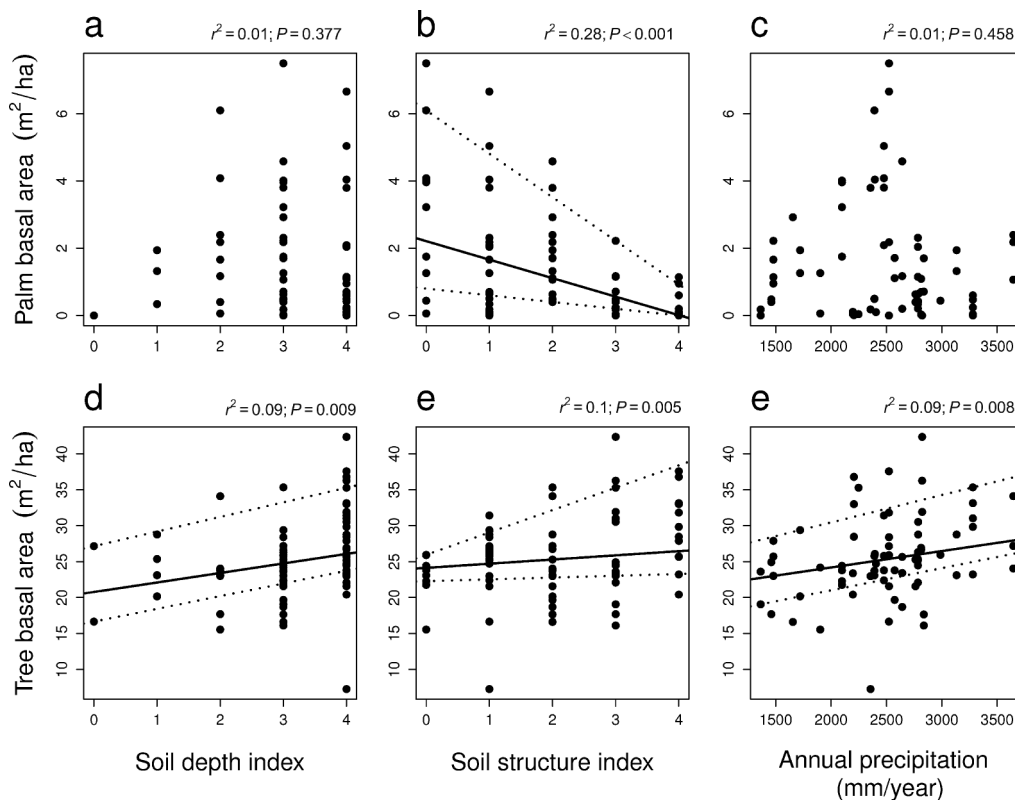 a
r² = 0.01; P = 0.377
b
r² = 0.28; P < 0.001
c
r² = 0.01; P = 0.458
Palm basal area (m²/ha)
0 2 4 6
0 1 2 3 4
0 2 4 6
0 1 2 3 4
0 2 4 6
1500 2000 2500 3000 3500
d
r² = 0.09; P = 0.009
e
r² = 0.1; P = 0.005
e
r² = 0.09; P = 0.008
Tree basal area (m²/ha)
10 15 20 25 30 35 40
0 1 2 3 4
10 15 20 25 30 35 40
0 1 2 3 4
10 15 20 25 30 35 40
1500 2000 2500 3000 3500
Soil depth index
Soil structure index
Annual precipitation
(mm/year)